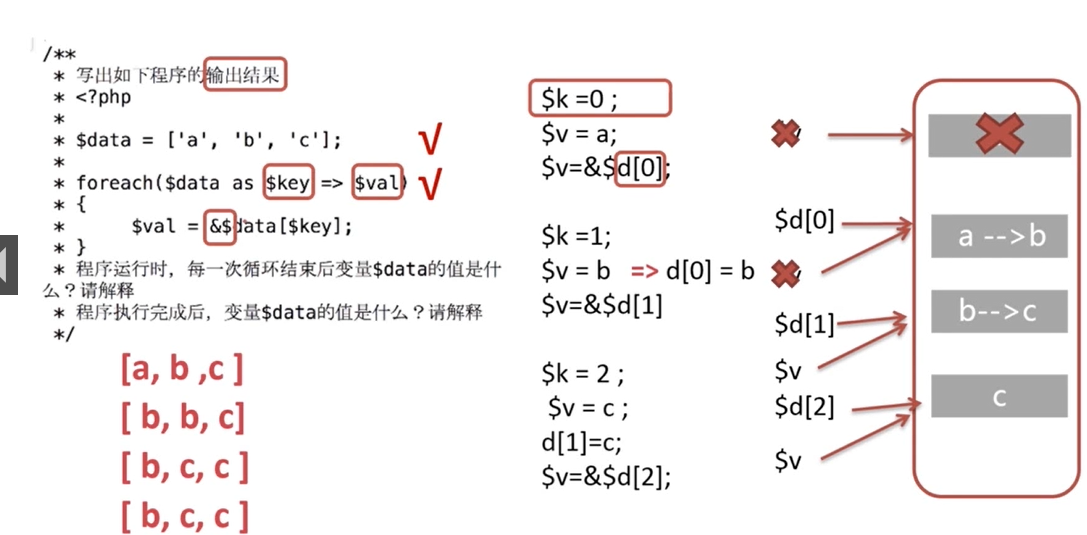 /**
* 写出如下程序的输出结果
* <?php
*
* $data = ['a', 'b', 'c'];
*
* foreach($data as $key => $val)
* {
* $val = &$data[$key];
* }
* 程序运行时，每一次循环结束后变量$data的值是什
么？请解释
* 程序执行完成后，变量$data的值是什么？请解释
*/
√
√
[a, b ,c ]
[ b, b, c]
[ b, c, c ]
[ b, c, c ]
$k =0 ;
$v = a;
$v=&$d[0];
$k =1;
$v = b => d[0] = b
$v=&$d[1]
$k = 2 ;
$v = c ;
d[1]=c;
$v=&$d[2];
$d[0]
$d[1]
$v
$d[2]
$v
a -->b
b-->c
c